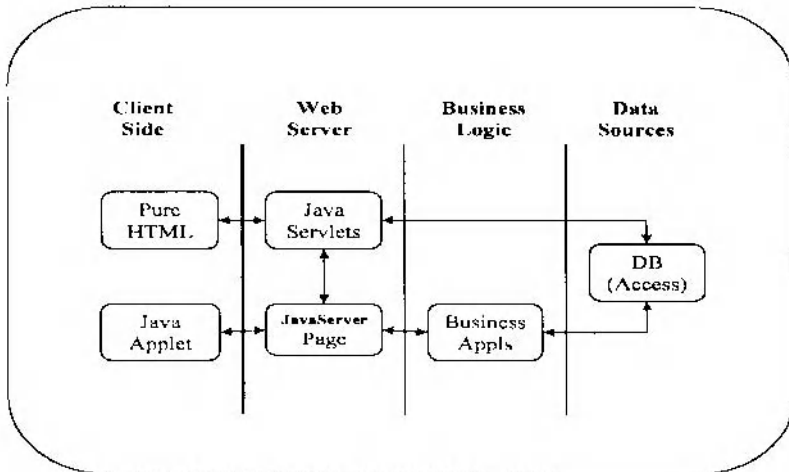 Client
Side
Web
Server
Business
Logic
Data
Sources
Pure
HTML
Java
Servlets
DB
(Access)
Java
Applet
JavaServer
Page
Business
Appls